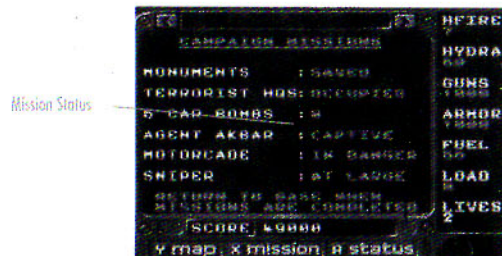 CAMPAIGN MISSIONS
MONUMENTS : SAVED
TERRORIST HQS: OCCUPIED
CAR BOMBS :
AGENT AKBAR : CAPTIVE
MOTORCADE : IN DANGER
SNIPER : AT LARGE
RETURN TO BASE WHEN
MISSIONS ARE COMPLETED
SCORE 49000
Y map X mission A status
HFIRE
7
HYDRA
GUNS
ARMOR
FUEL
LOAD
LIVES
2
Mission Status